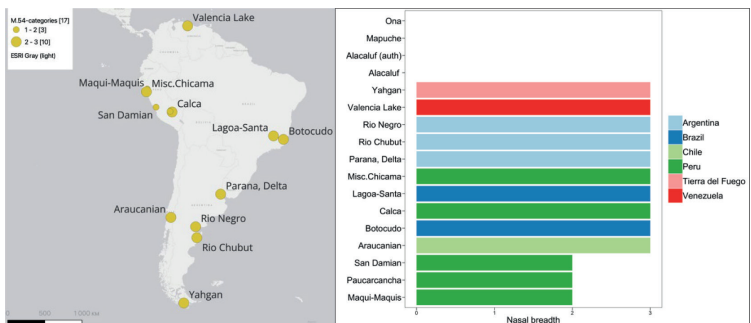 M.54-categories [17]
1 - 2 [3]
2 - 3 [10]
ESRI Gray (light)
Valencia Lake
Maqui-Maquis
Misc.Chicama
Calca
San Damian
Lagoa-Santa
Botocudo
Parana, Delta
Araucanian
Rio Negro
Rio Chubut
Yahgan
0
500
1.000 KM
Ona
Mapuche
Alacaluf (auth)
Alacaluf
Yahgan
Valencia Lake
Rio Negro
Rio Chubut
Parana, Delta
Misc.Chicama
Lagoa-Santa
Calca
Botocudo
Araucanian
San Damian
Paucarcancha
Maqui-Maquis
0
1
2
3
Nasal breadth
Argentina
Brazil
Chile
Peru
Tierra del Fuego
Venezuela